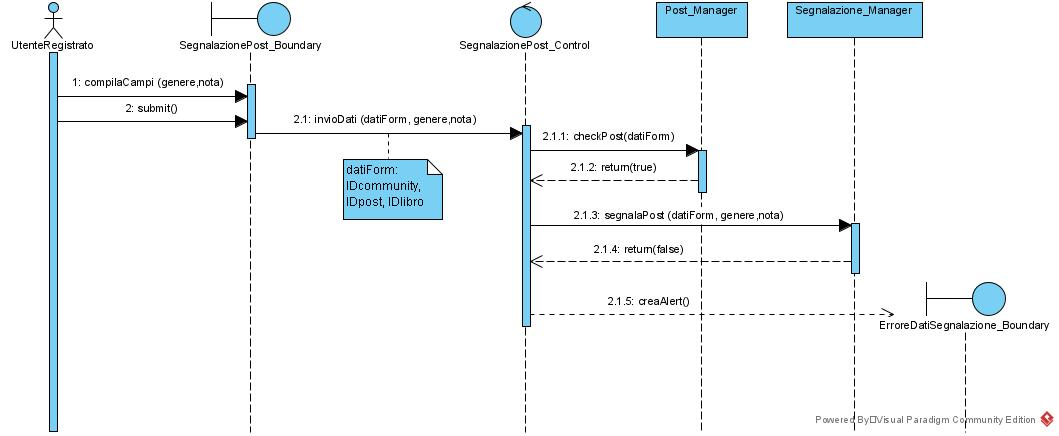 UtenteRegistrato
SegnalazionePost_Boundary
SegnalazionePost_Control
Post_Manager
Segnalazione_Manager
1: compilaCampi (genere,nota)
2: submit()
2.1: invioDati (datiForm, genere,nota)
datiForm:
IDcommunity,
IDpost, IDlibro
2.1.1: checkPost(datiForm)
2.1.2: return(true)
2.1.3: segnalaPost (datiForm, genere,nota)
2.1.4: return(false)
2.1.5: creaAlert()
ErroreDatiSegnalazione_Boundary
Powered By Visual Paradigm Community Edition